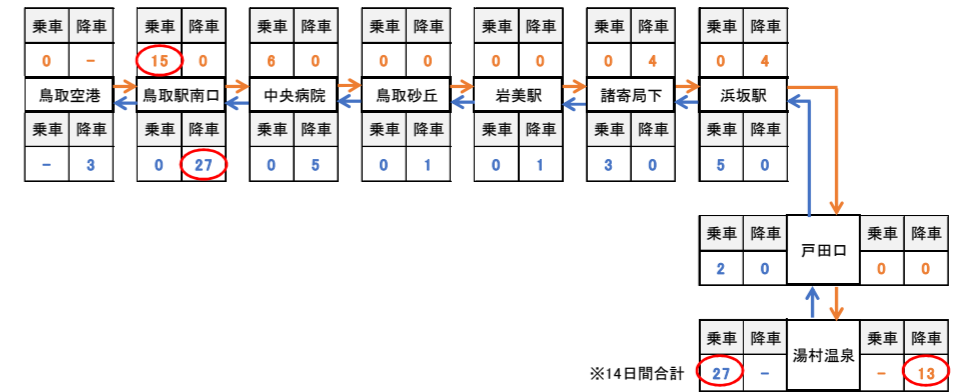 乗車 降車 乗車 降車 乗車 降車 乗車 降車 乗車 降車 乗車 降車 乗車 降車
0 - 15 0 6 0 0 0 0 0 0 4 0 4
鳥取空港 鳥取駅南口 中央病院 鳥取砂丘 岩美駅 諸寄局下 浜坂駅
乗車 降車 乗車 降車 乗車 降車 乗車 降車 乗車 降車 乗車 降車 乗車 降車
- 3 0 27 0 5 0 1 0 1 3 0 5 0
乗車 降車 戸田口 乗車 降車
2 0 0 0
乗車 降車 湯村温泉 乗車 降車
※14日間合計 27 - - 13